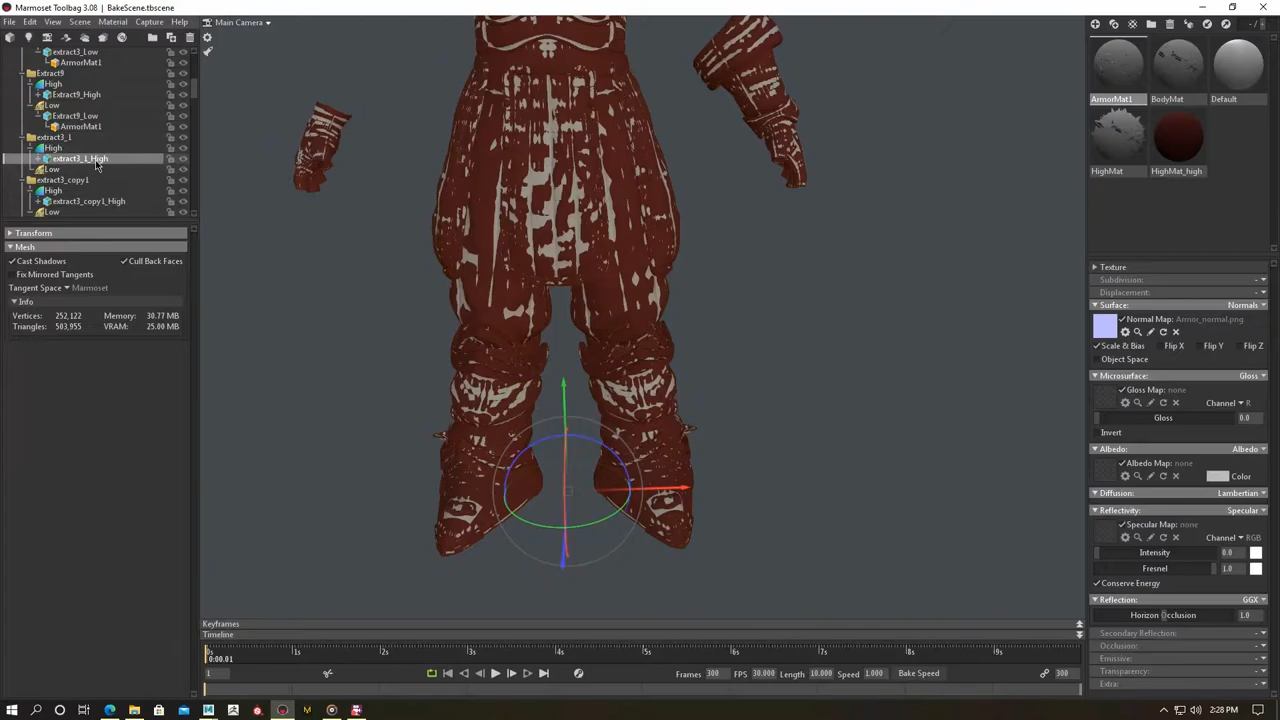 Marmoset Toolbag 3.08 | BakeScene.tbscene
File Edit View Scene Material Capture Help
Main Camera
extract3_Low
ArmorMat1
Extract9
High
Extract9_High
Low
Extract9_Low
ArmorMat1
extract3_1
High
extract3_1_High
Low
extract3_copy1
High
extract3_copy1_High
Low
Transform
Mesh
Cast Shadows Cull Back Faces
Fix Mirrored Tangents
Tangent Space Marmoset
Info
Vertices: 252,122 Memory: 30.77 MB
Triangles: 503,955 VRAM: 25.00 MB
Keyframes
Timeline
0s 1s 2s 3s 4s 5s 6s 7s 8s 9s
0:00.01
1 Frames 300 FPS 30.000 Length 10.000 Speed 1.000 Bake Speed 300
ArmorMat1 BodyMat Default
HighMat HighMat_high
Texture
Subdivision:
Displacement:
Surface: Normals
Normal Map: Armor_normal.png
Scale & Bias Flip X Flip Y Flip Z
Object Space
Microsurface: Gloss
Gloss Map: none
Channel R
Gloss 0.0
Invert
Albedo: Albedo
Albedo Map: none
Color
Diffusion: Lambertian
Reflectivity: Specular
Specular Map: none
Channel RGB
Intensity 0.0
Fresnel 1.0
Conserve Energy
Reflection: GGX
Horizon Occlusion 1.0
Secondary Reflection:
Occlusion:
Emissive:
Transparency:
Extra:
2:28 PM